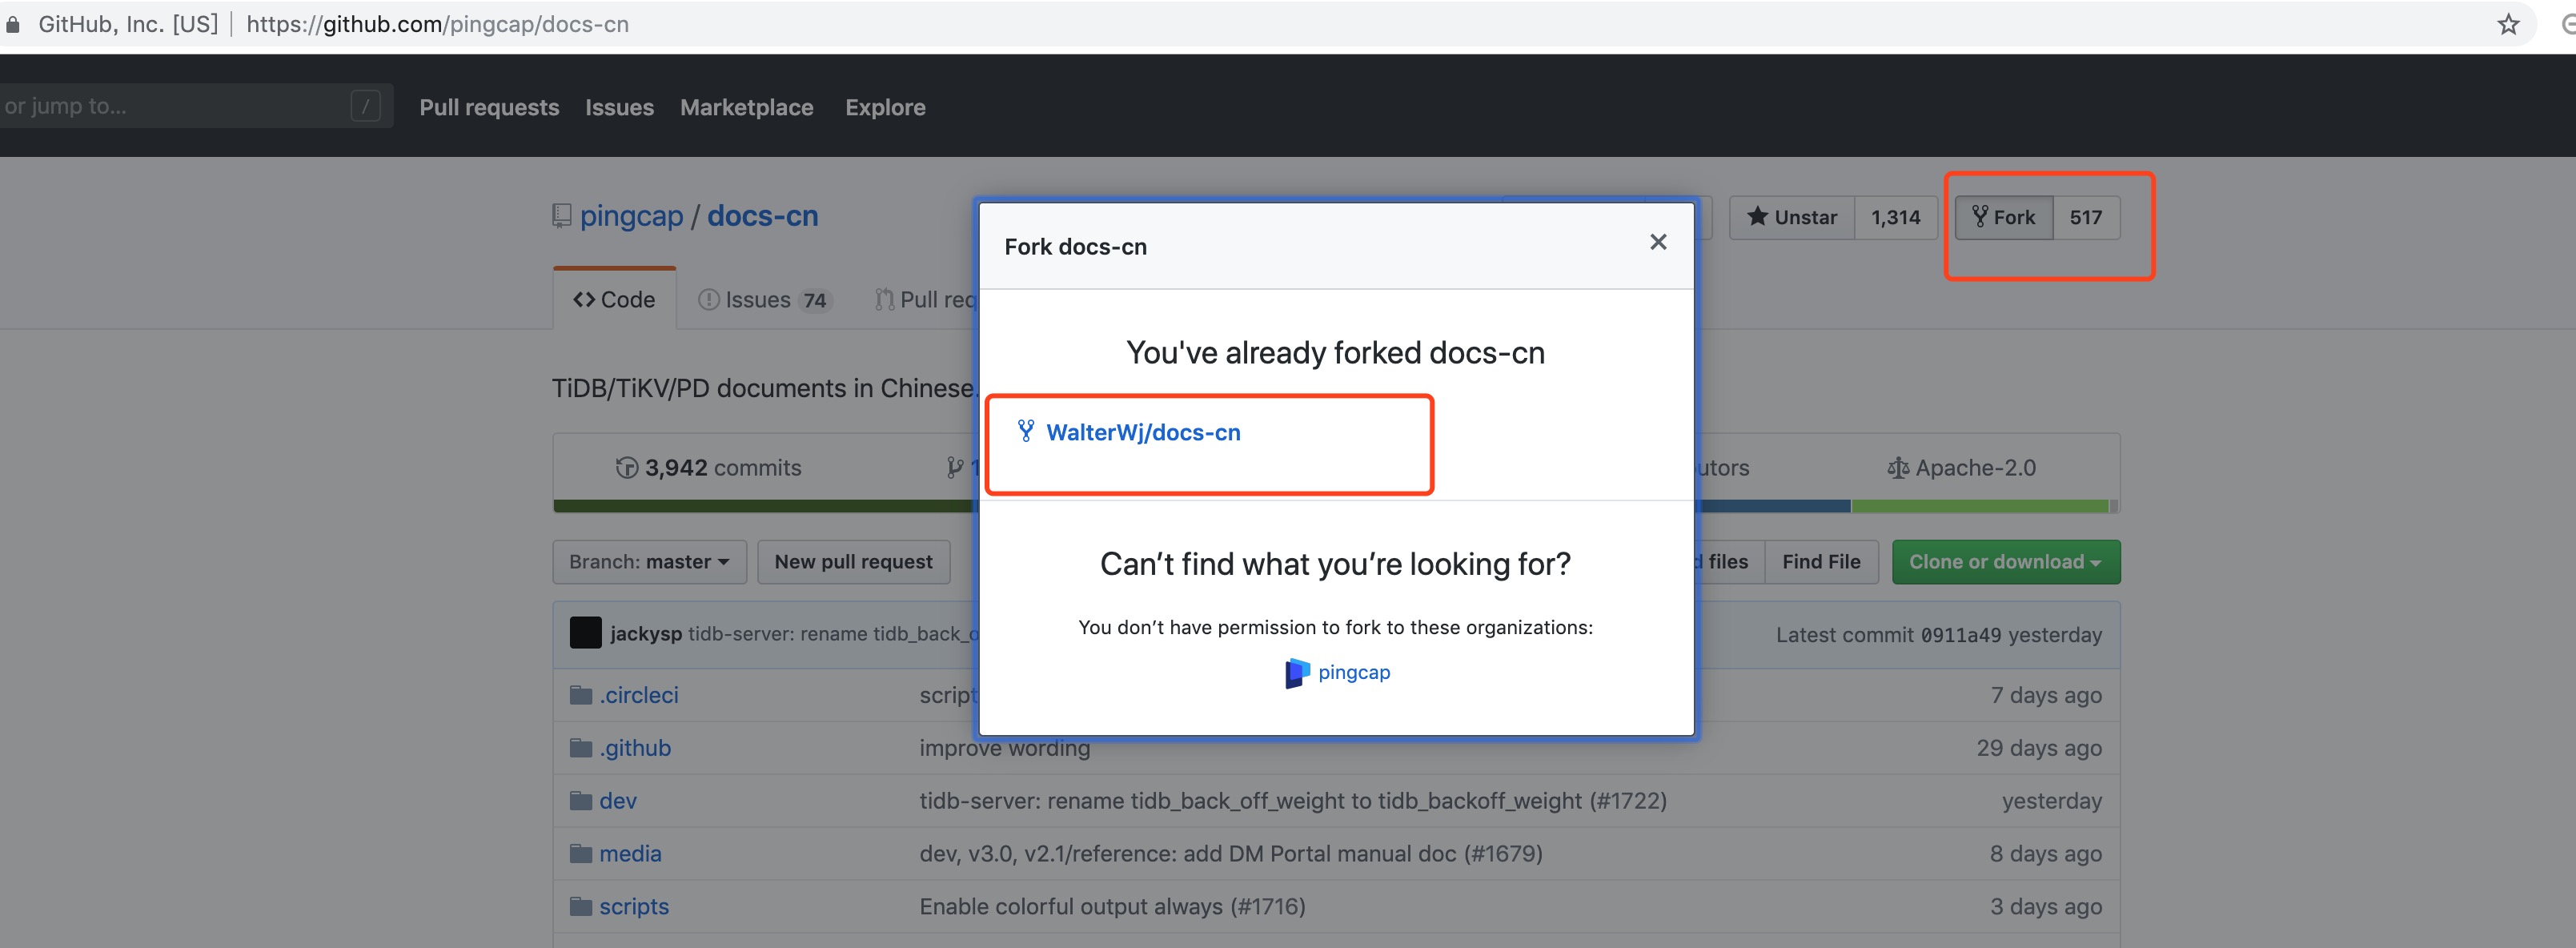 GitHub, Inc. [US] | https://github.com/pingcap/docs-cn
or jump to... /
Pull requests Issues Marketplace Explore
pingcap / docs-cn
Unstar 1,314 Fork 517
Code Issues 74 Pull req
Fork docs-cn
You've already forked docs-cn
WalterWj/docs-cn
Can’t find what you’re looking for?
You don’t have permission to fork to these organizations:
pingcap
TiDB/TiKV/PD documents in Chinese.
3,942 commits 1 utors Apache-2.0
Branch: master New pull request d files Find File Clone or download
jackysp tidb-server: rename tidb_back_o Latest commit 0911a49 yesterday
.circleci script 7 days ago
.github improve wording 29 days ago
dev tidb-server: rename tidb_back_off_weight to tidb_backoff_weight (#1722) yesterday
media dev, v3.0, v2.1/reference: add DM Portal manual doc (#1679) 8 days ago
scripts Enable colorful output always (#1716) 3 days ago